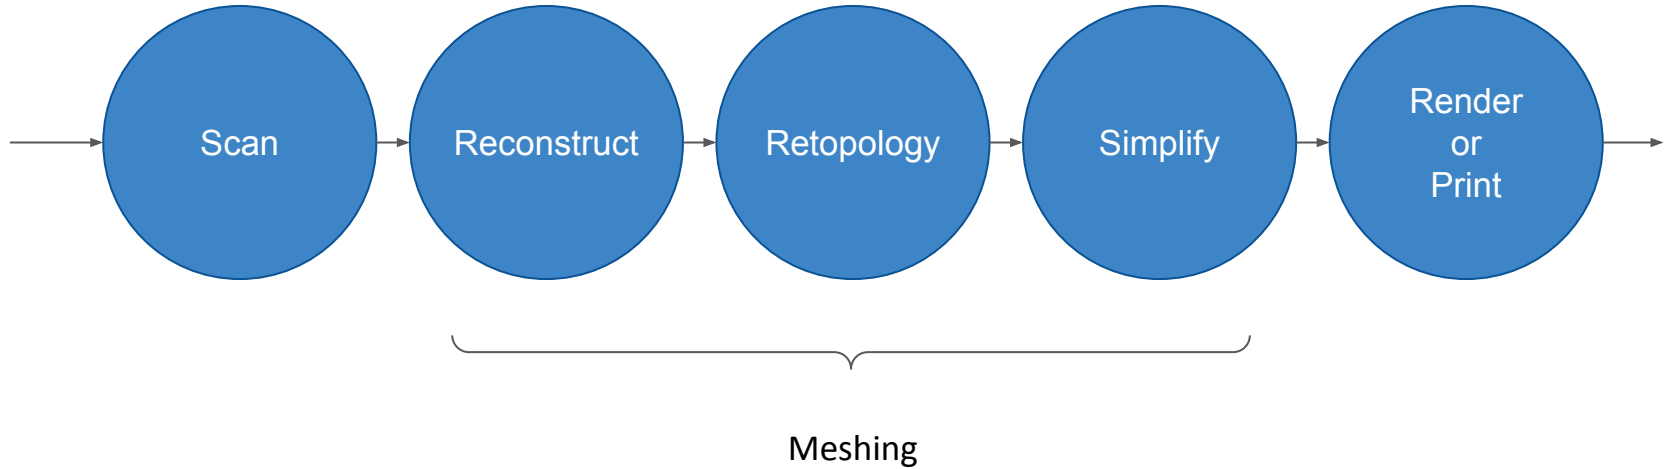 Scan
Reconstruct
Retopology
Simplify
Render
or
Print
Meshing